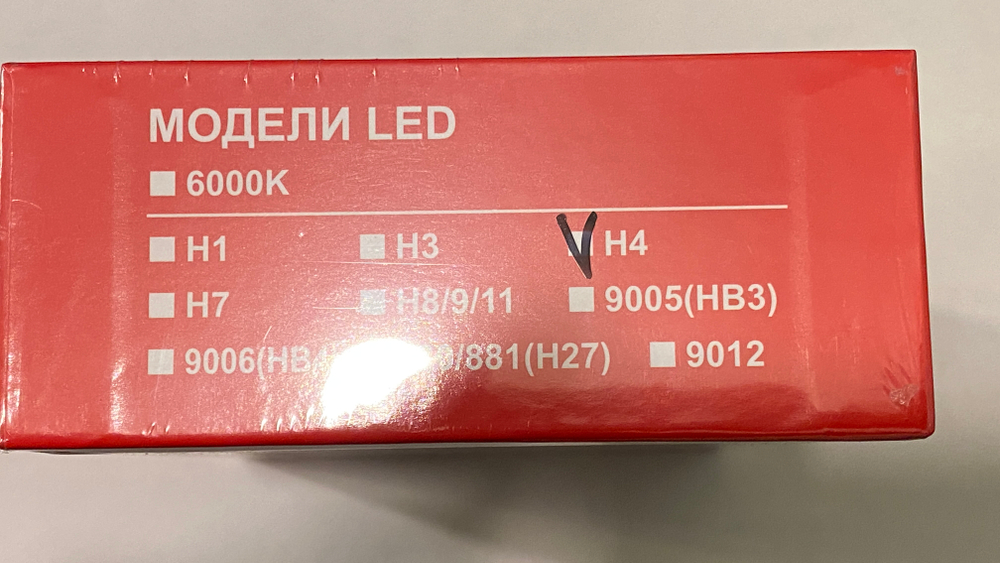 МОДЕЛИ LED
6000K
H1 H3 H4
H7 H8/9/11 9005(HB3)
9006(HB /881(H27) 9012